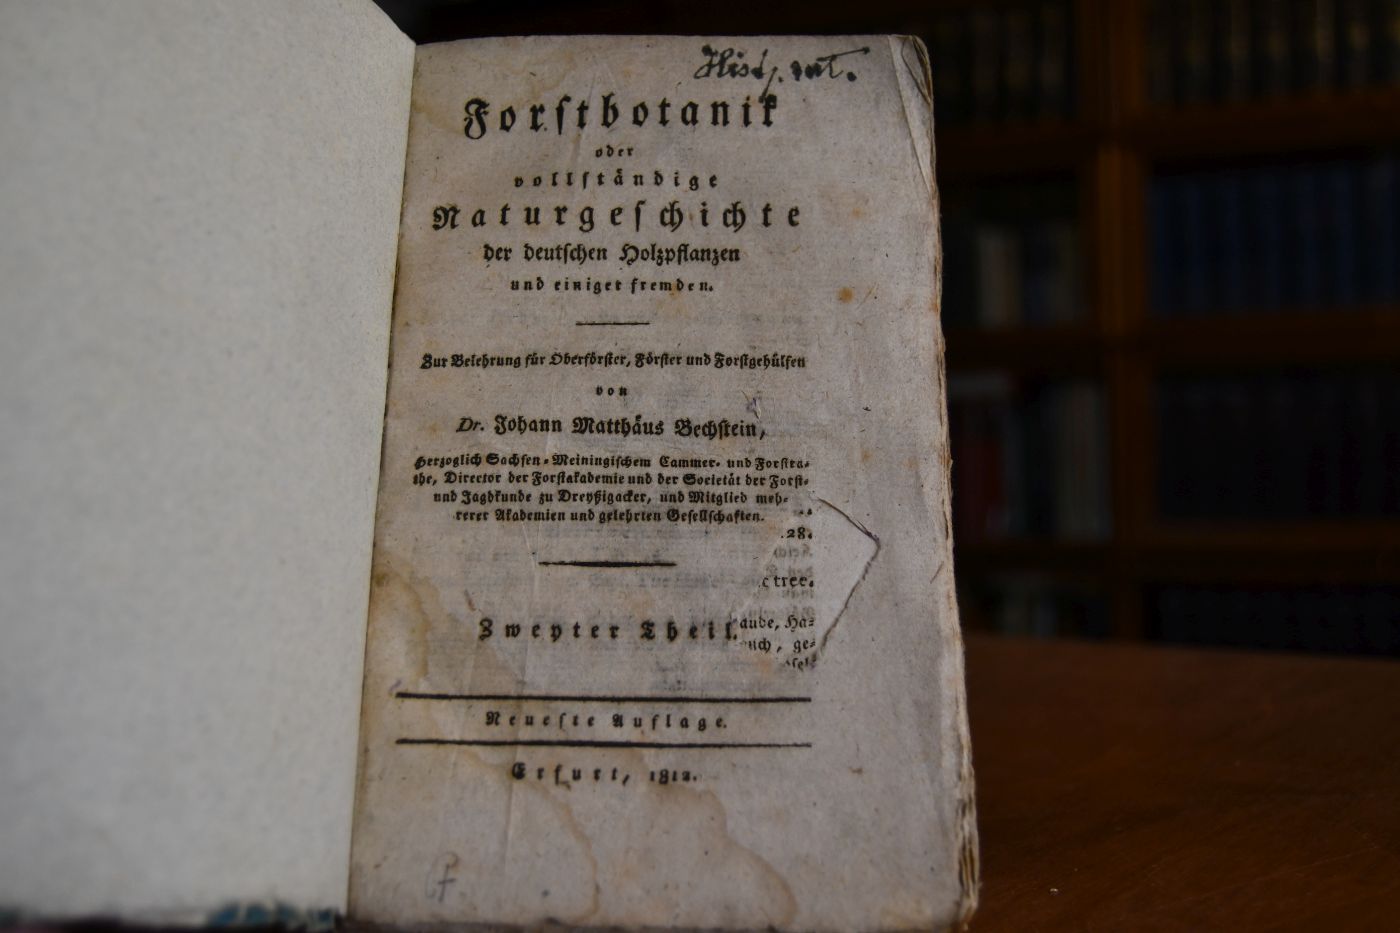 Hist. nat.
Forſtbotanik
oder
vollſtändige
Naturgeſchichte
der deutſchen Holzpflanzen
und einiger fremden.
Zur Belehrung für Oberförſter, Förſter und Forſtgehülfen
von
Dr. Johann Matthäus Bechſtein,
Herzoglich Sachſen-Meiningiſchem Cammer- und Forſtra-
the, Director der Forſtakademie und der Societät der Forſt-
und Jagdkunde zu Dreyßigacker, und Mitglied meh-
rerer Akademien und gelehrten Geſellſchaften.
28.
tree.
Zweyter Theil.
aude, Ha-
uch, ge-
Neueſte Auflage.
Erfurt, 1812.